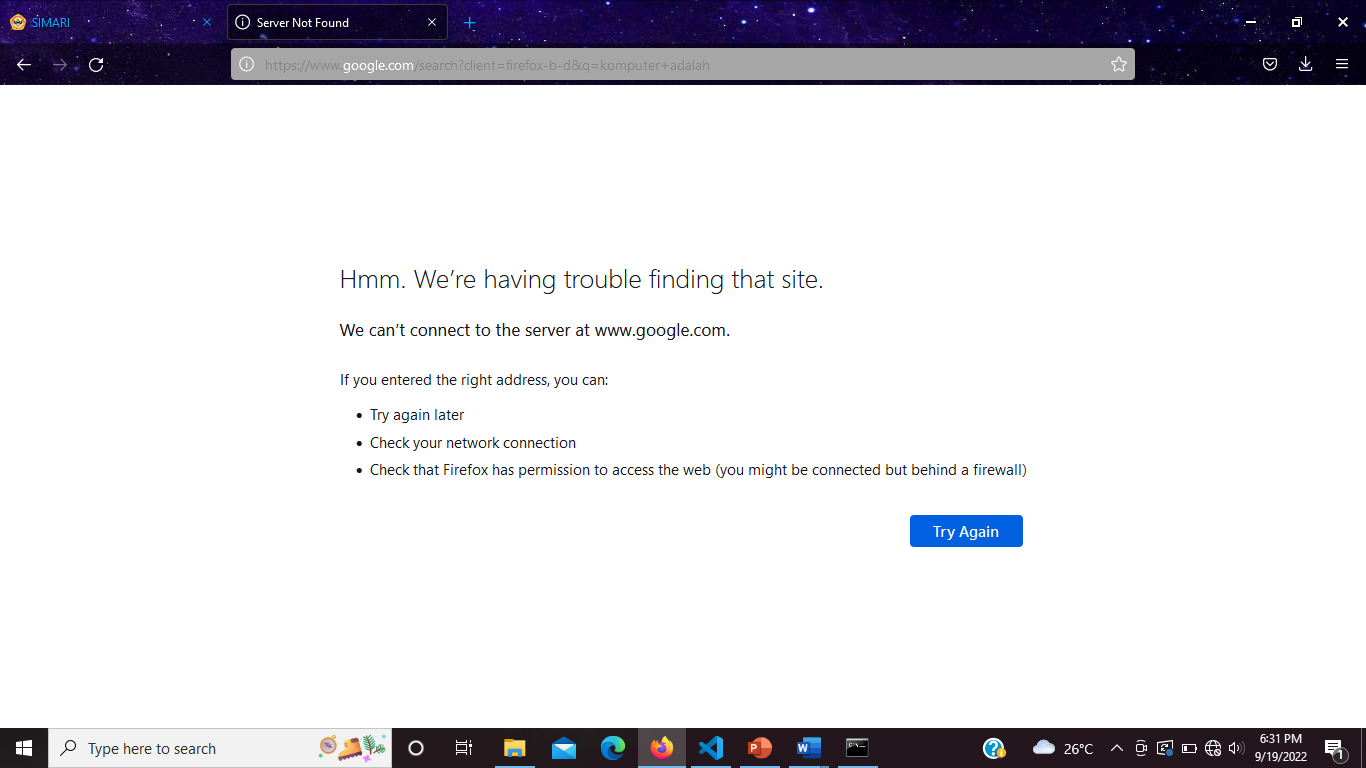 SIMARI
Server Not Found
https://www.google.com/search?client=firefox-b-d&q=komputer+adalah
Hmm. We’re having trouble finding that site.
We can’t connect to the server at www.google.com.
If you entered the right address, you can:
• Try again later
• Check your network connection
• Check that Firefox has permission to access the web (you might be connected but behind a firewall)
Try Again
Type here to search
26°C
6:31 PM
9/19/2022
1